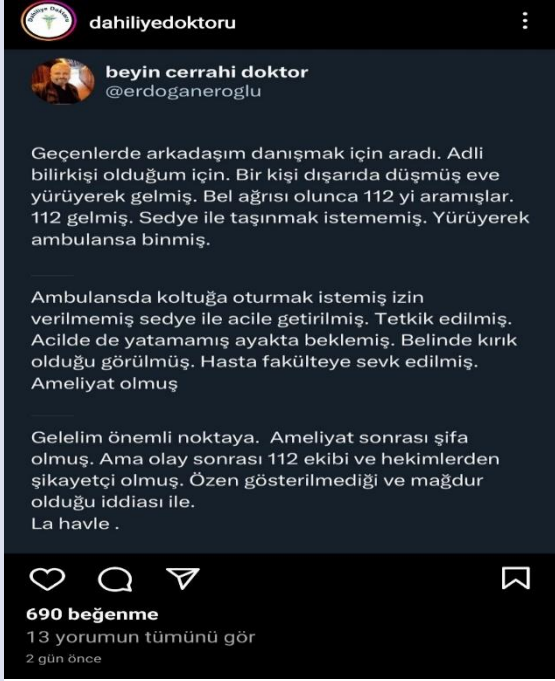 Dahiliye Doktoru
dahiliyedoktoru
beyin cerrahi doktor
@erdoganeroglu
Geçenlerde arkadaşım danışmak için aradı. Adli
bilirkişi olduğum için. Bir kişi dışarıda düşmüş eve
yürüyerek gelmiş. Bel ağrısı olunca 112 yi aramışlar.
112 gelmiş. Sedye ile taşınmak istememiş. Yürüyerek
ambulansa binmiş.
Ambulansda koltuğa oturmak istemiş izin
verilmemiş sedye ile acile getirilmiş. Tetkik edilmiş.
Acilde de yatamamış ayakta beklemiş. Belinde kırık
olduğu görülmüş. Hasta fakülteye sevk edilmiş.
Ameliyat olmuş
Gelelim önemli noktaya.  Ameliyat sonrası şifa
olmuş. Ama olay sonrası 112 ekibi ve hekimlerden
şikayetçi olmuş. Özen gösterilmediği ve mağdur
olduğu iddiası ile.
La havle .
690 beğenme
13 yorumun tümünü gör
2 gün önce